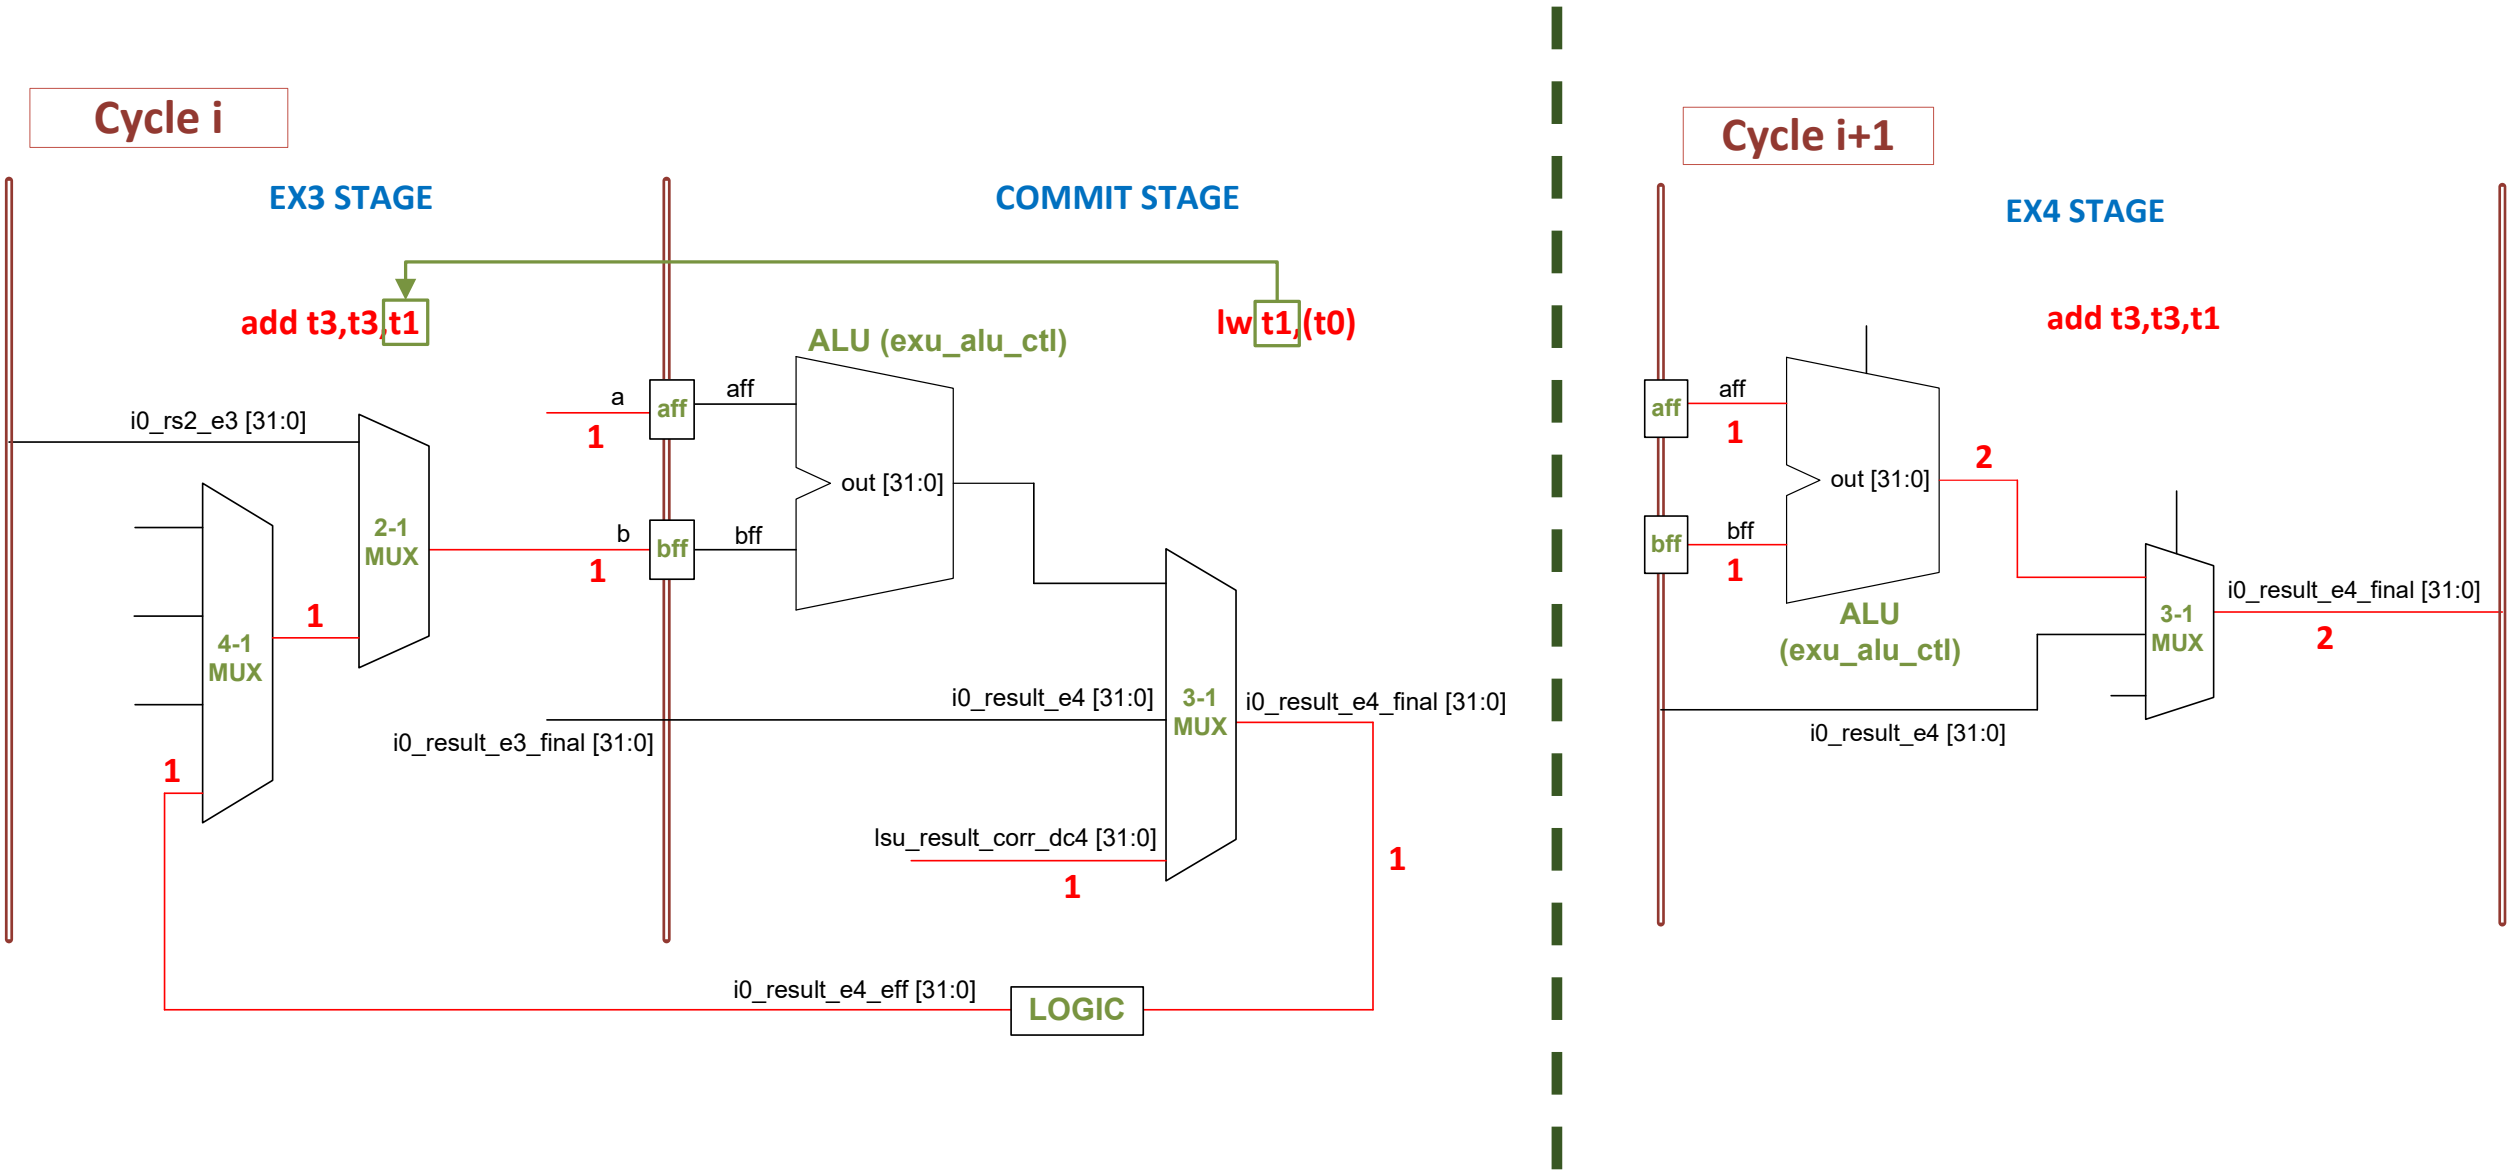 Cycle i
Cycle i+1
EX3 STAGE
COMMIT STAGE
EX4 STAGE
add t3,t3,t1
lw t1,(t0)
add t3,t3,t1
ALU (exu_alu_ctl)
i0_rs2_e3 [31:0]
a
1
aff
aff
2-1
MUX
out [31:0]
b
1
bff
bff
4-1
MUX
1
1
i0_result_e4 [31:0]
i0_result_e3_final [31:0]
3-1
MUX
i0_result_e4_final [31:0]
lsu_result_corr_dc4 [31:0]
1
1
i0_result_e4_eff [31:0]
LOGIC
aff
aff
1
out [31:0]
2
bff
bff
1
ALU
(exu_alu_ctl)
3-1
MUX
i0_result_e4_final [31:0]
2
i0_result_e4 [31:0]